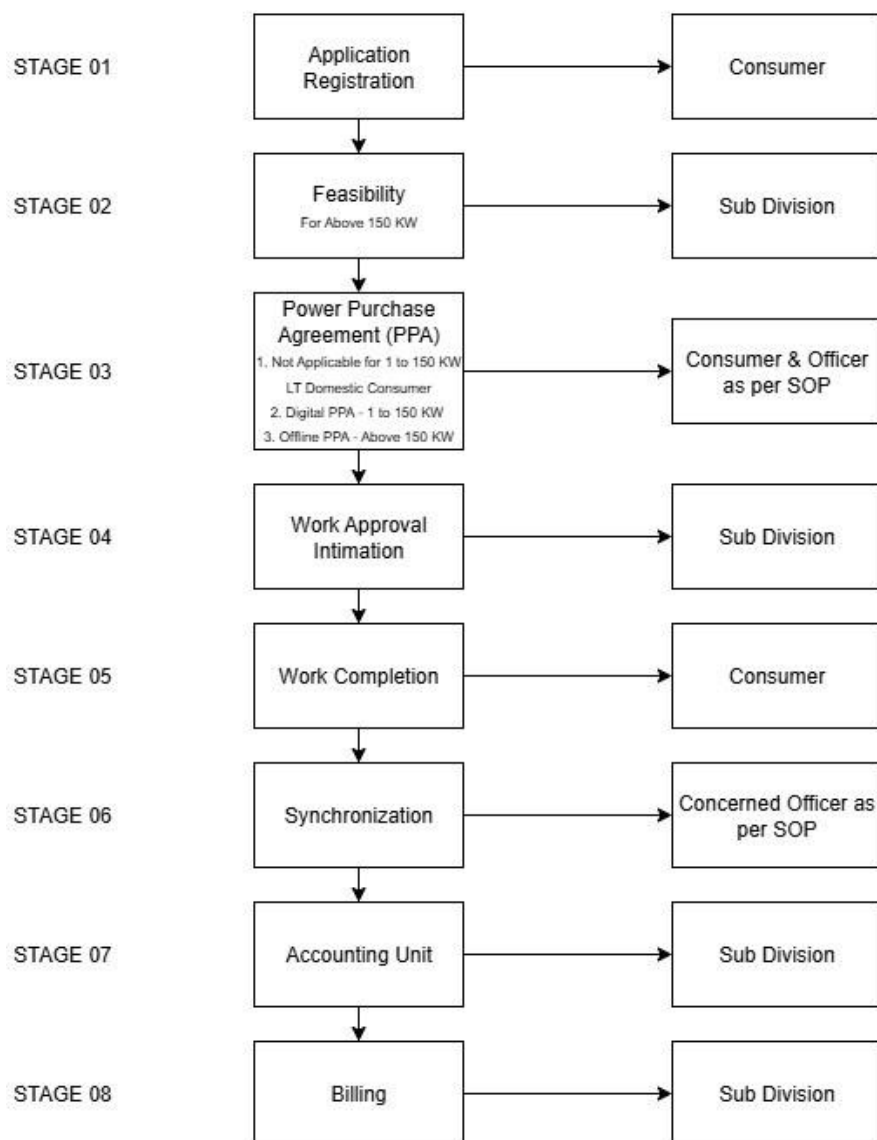 STAGE 01
Application
Registration
Consumer
STAGE 02
Feasibility
For Above 150 KW
Sub Division
STAGE 03
Power Purchase
Agreement (PPA)
1. Not Applicable for 1 to 150 KW
LT Domestic Consumer
2. Digital PPA - 1 to 150 KW
3. Offline PPA - Above 150 KW
Consumer & Officer
as per SOP
STAGE 04
Work Approval
Intimation
Sub Division
STAGE 05
Work Completion
Consumer
STAGE 06
Synchronization
Concerned Officer as
per SOP
STAGE 07
Accounting Unit
Sub Division
STAGE 08
Billing
Sub Division